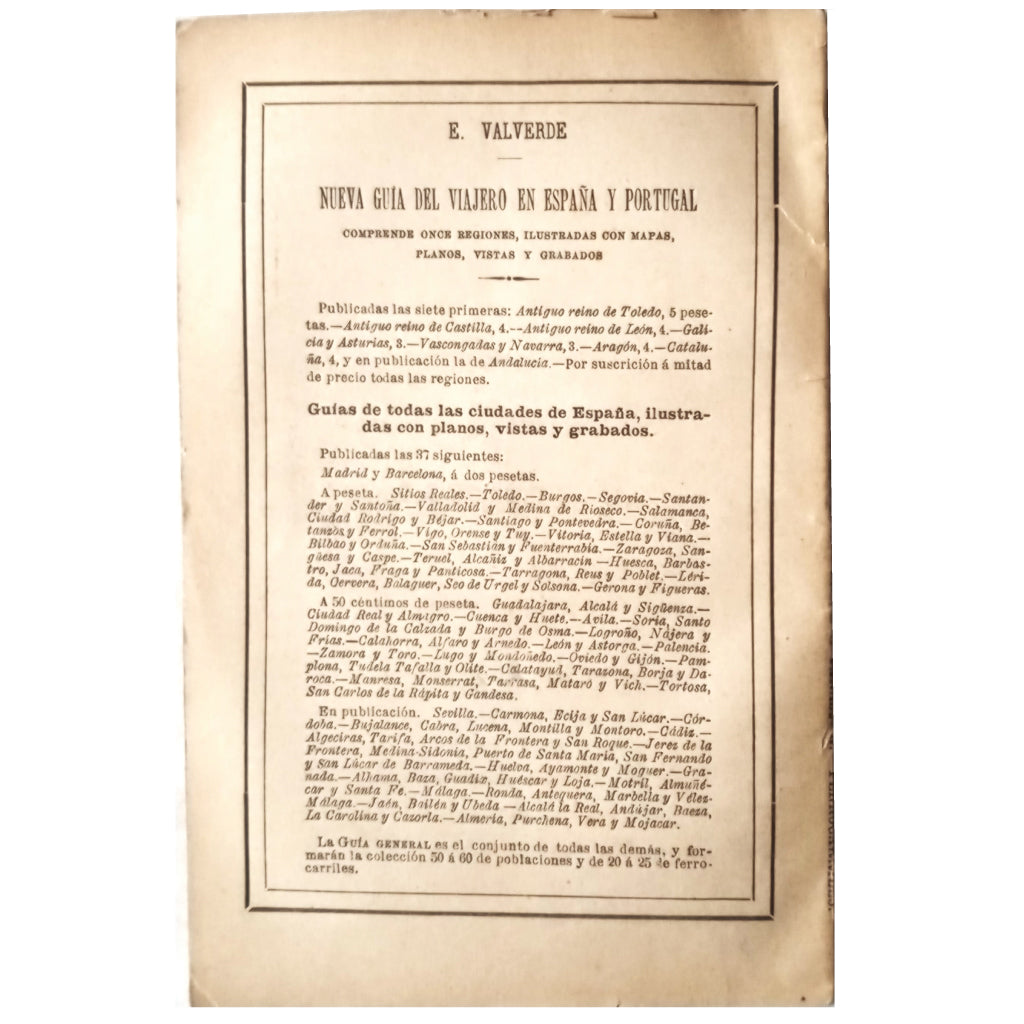 E. VALVERDE
NUEVA GUÍA DEL VIAJERO EN ESPAÑA Y PORTUGAL
COMPRENDE ONCE REGIONES, ILUSTRADAS CON MAPAS,
PLANOS, VISTAS Y GRABADOS
Publicadas las siete primeras: Antiguo reino de Toledo, 5 pese-
tas.—Antiguo reino de Castilla, 4.--Antiguo reino de León, 4.—Gali-
cia y Asturias, 3.—Vascongadas y Navarra, 3.—Aragón, 4.—Catalu-
ña, 4, y en publicación la de Andalucía.—Por suscrición á mitad
de precio todas las regiones.
Guías de todas las ciudades de España, ilustra-
das con planos, vistas y grabados.
Publicadas las 37 siguientes:
Madrid y Barcelona, á dos pesetas.
A peseta. Sitios Reales.—Toledo.—Burgos.—Segovia.—Santan-
der y Santoña.—Valladolid y Medina de Rioseco.—Salamanca,
Ciudad Rodrigo y Béjar.—Santiago y Pontevedra.—Coruña, Be-
tanzos y Ferrol.—Vigo, Orense y Tuy.—Vitoria, Estella y Viana.—
Bilbao y Orduña.—San Sebastián y Fuenterrabía.—Zaragoza, San-
güesa y Caspe.—Teruel, Alcañiz y Albarracin—Huesca, Barbas-
tro, Jaca, Fraga y Panticosa.—Tarragona, Reus y Poblet.—Léri-
da, Cervera, Balaguer, Seo de Urgel y Solsona.—Gerona y Figueras.
A 50 céntimos de peseta. Guadalajara, Alcalá y Sigüenza.—
Ciudad Real y Almagro.—Cuenca y Huete.—Avila.—Soria, Santo
Domingo de la Calzada y Burgo de Osma.—Logroño, Nájera y
Frías.—Calahorra, Alfaro y Arnedo.—León y Astorga.—Palencia.
—Zamora y Toro.—Lugo y Mondoñedo.—Oviedo y Gijón.—Pam-
plona, Tudela Tafalla y Olite.—Calatayud, Tarazona, Borja y Da-
roca.—Manresa, Monserrat, Tarrasa, Mataró y Vich.—Tortosa,
San Carlos de la Rápita y Gandesa.
En publicación. Sevilla.—Carmona, Ecija y San Lúcar.—Cór-
doba.—Bujalance, Cabra, Lucena, Montilla y Montoro.—Cádiz.—
Algeciras, Tarifa, Arcos de la Frontera y San Roque.—Jerez de la
Frontera, Medina-Sidonia, Puerto de Santa María, San Fernando
y San Lúcar de Barrameda.—Huelva, Ayamonte y Moguer.—Gra-
nada.—Alhama, Baza, Guadix, Huéscar y Loja.—Motril, Almuñé-
car y Santa Fe.—Málaga.—Ronda, Antequera, Marbella y Vélez-
Málaga.—Jaén, Bailén y Ubeda—Alcalá la Real, Andújar, Baeza,
La Carolina y Cazorla.—Almería, Purchena, Vera y Mojacar.
La GUÍA GENERAL es el conjunto de todas las demás, y for-
marán la colección 50 á 60 de poblaciones y de 20 á 25 de ferro-
carriles.